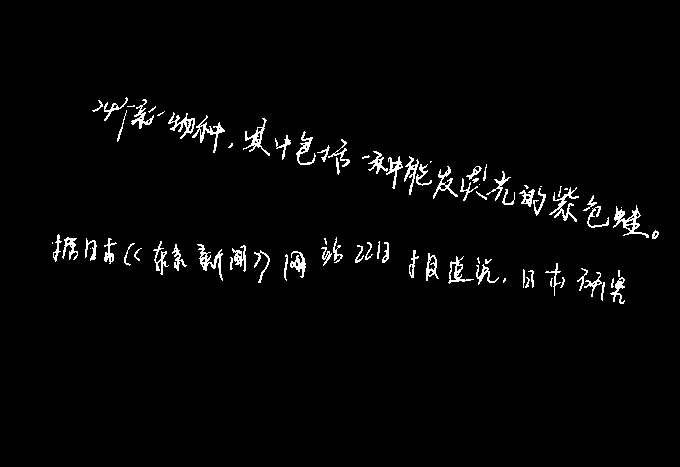 24个新物种，其中包括一种能发荧光的紫色蛙。
据日本《东京新闻》网站22日报道说，日本研究